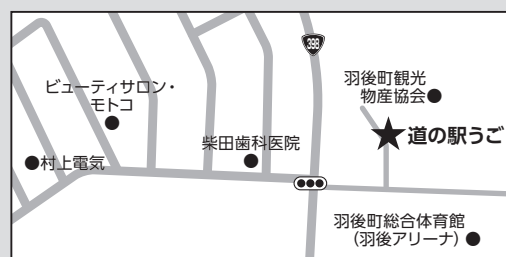 398
羽後町観光
物産協会
ビューティサロン・
モトコ
道の駅うご
柴田歯科医院
村上電気
羽後町総合体育館
（羽後アリーナ）